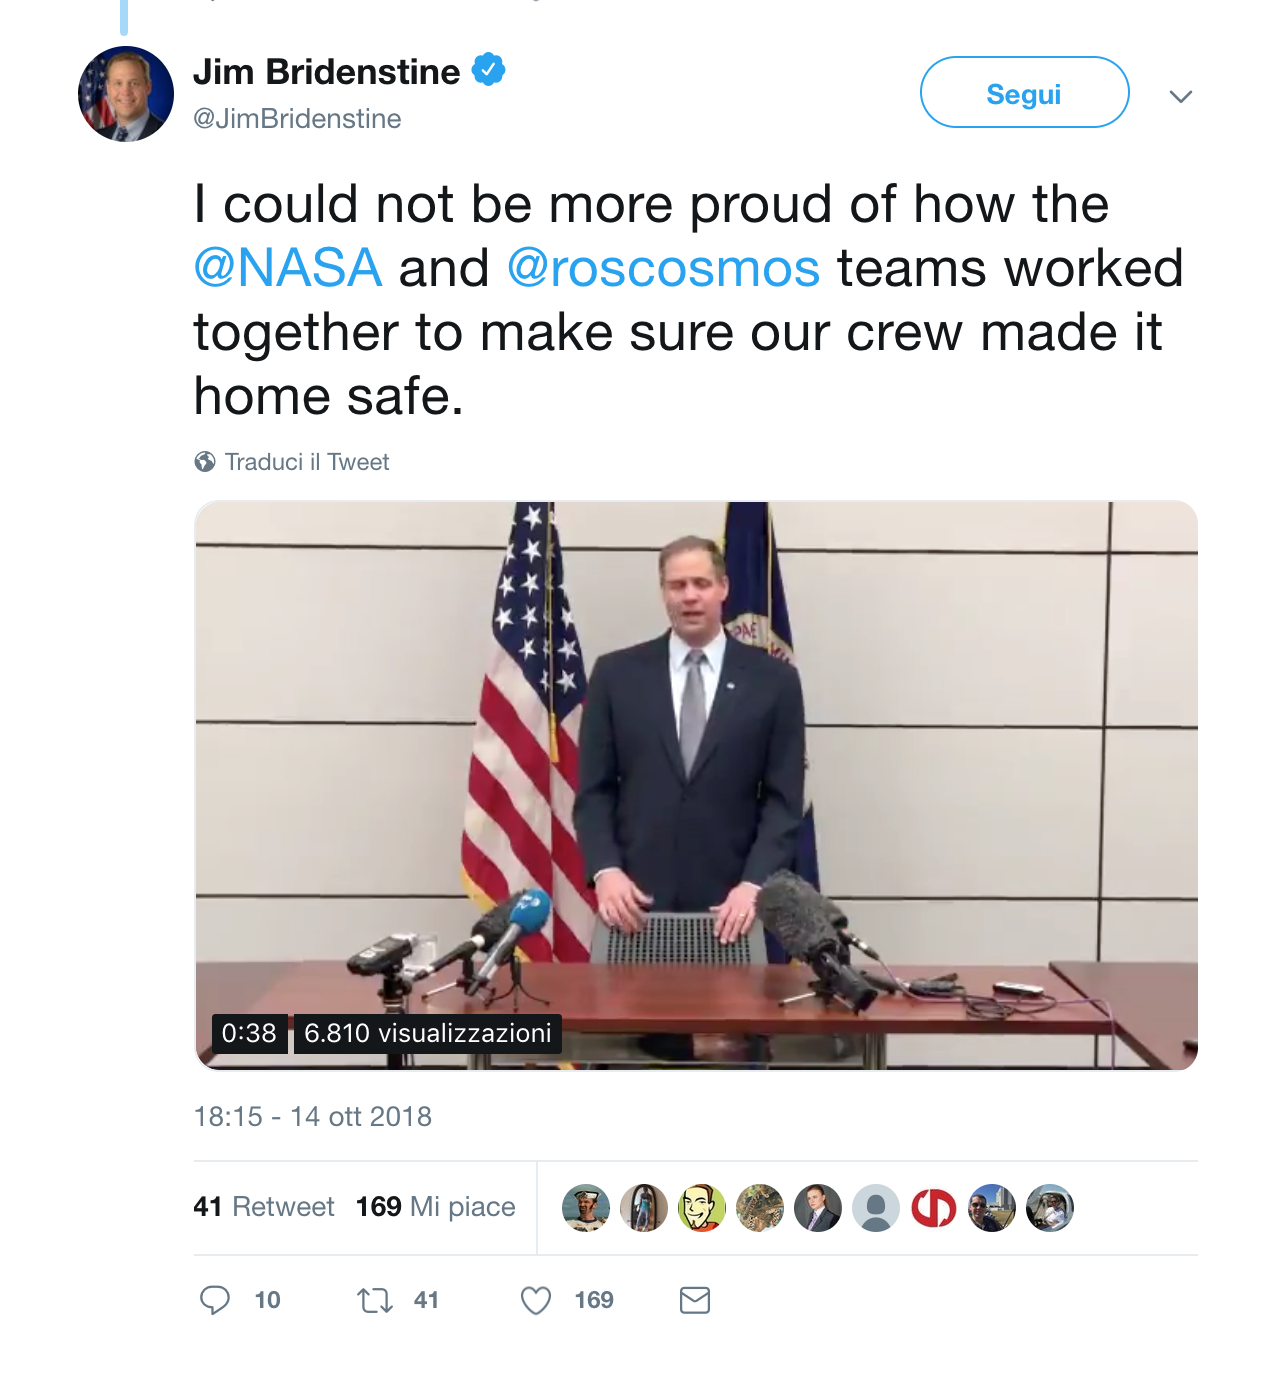 Jim Bridenstine
@JimBridenstine
Segui
I could not be more proud of how the
@NASA and @roscosmos teams worked
together to make sure our crew made it
home safe.
Traduci il Tweet
0:38 6.810 visualizzazioni
18:15 - 14 ott 2018
41 Retweet 169 Mi piace
10 41 169